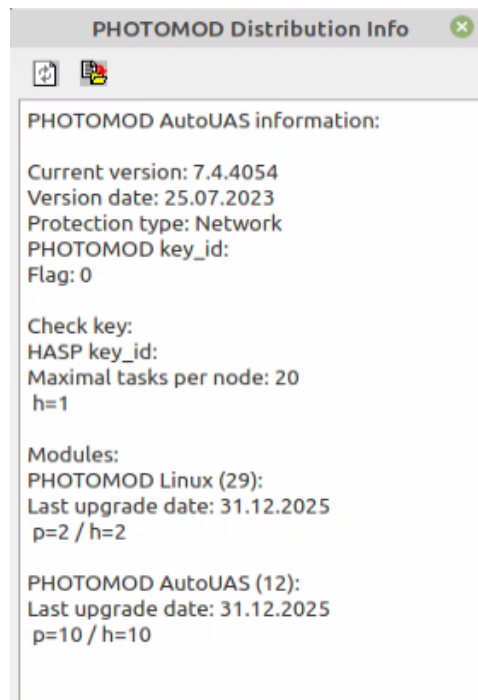 PHOTOMOD Distribution Info
PHOTOMOD AutoUAS information:
Current version: 7.4.4054
Version date: 25.07.2023
Protection type: Network
PHOTOMOD key_id:
Flag: 0
Check key:
HASP key_id:
Maximal tasks per node: 20
h=1
Modules:
PHOTOMOD Linux (29):
Last upgrade date: 31.12.2025
p=2 / h=2
PHOTOMOD AutoUAS (12):
Last upgrade date: 31.12.2025
p=10 / h=10